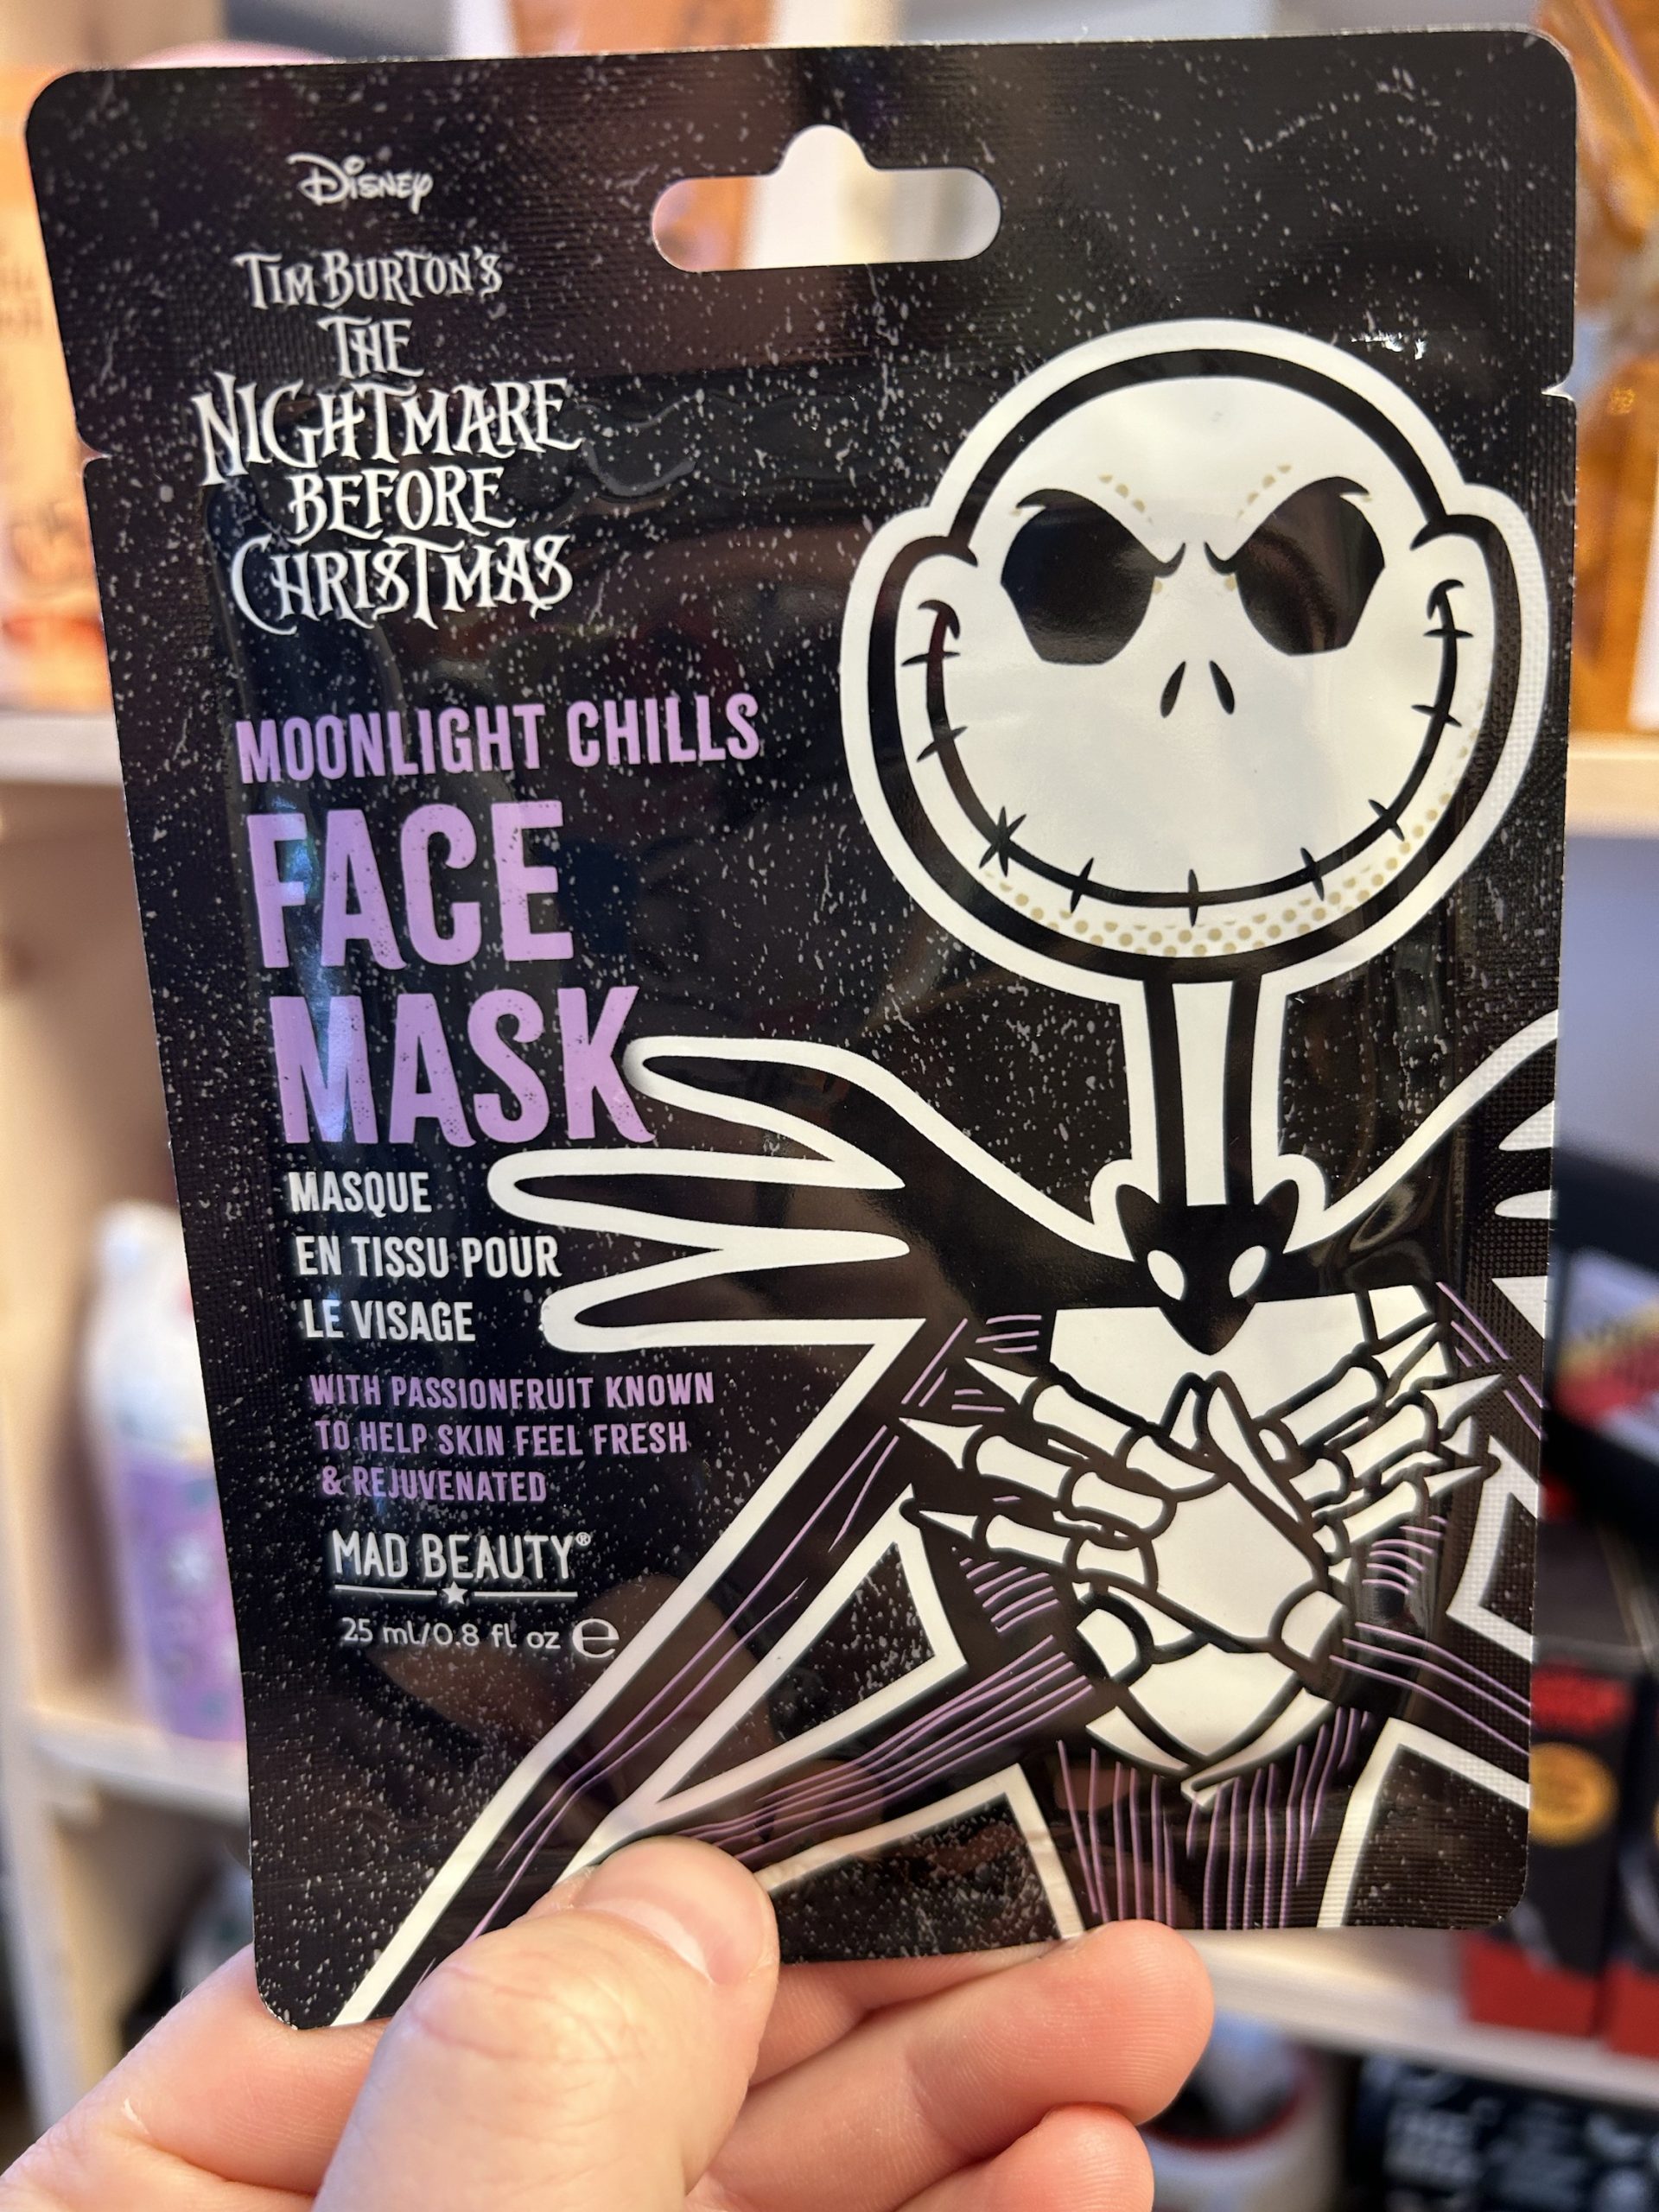 Disney
TIM BURTON'S
THE
NIGHTMARE
BEFORE
CHRISTMAS
MOONLIGHT CHILLS
FACE
MASK
MASQUE
EN TISSU POUR
LE VISAGE
WITH PASSIONFRUIT KNOWN
TO HELP SKIN FEEL FRESH
& REJUVENATED
MAD BEAUTY®
25 ml/0.8 fl oz ℮